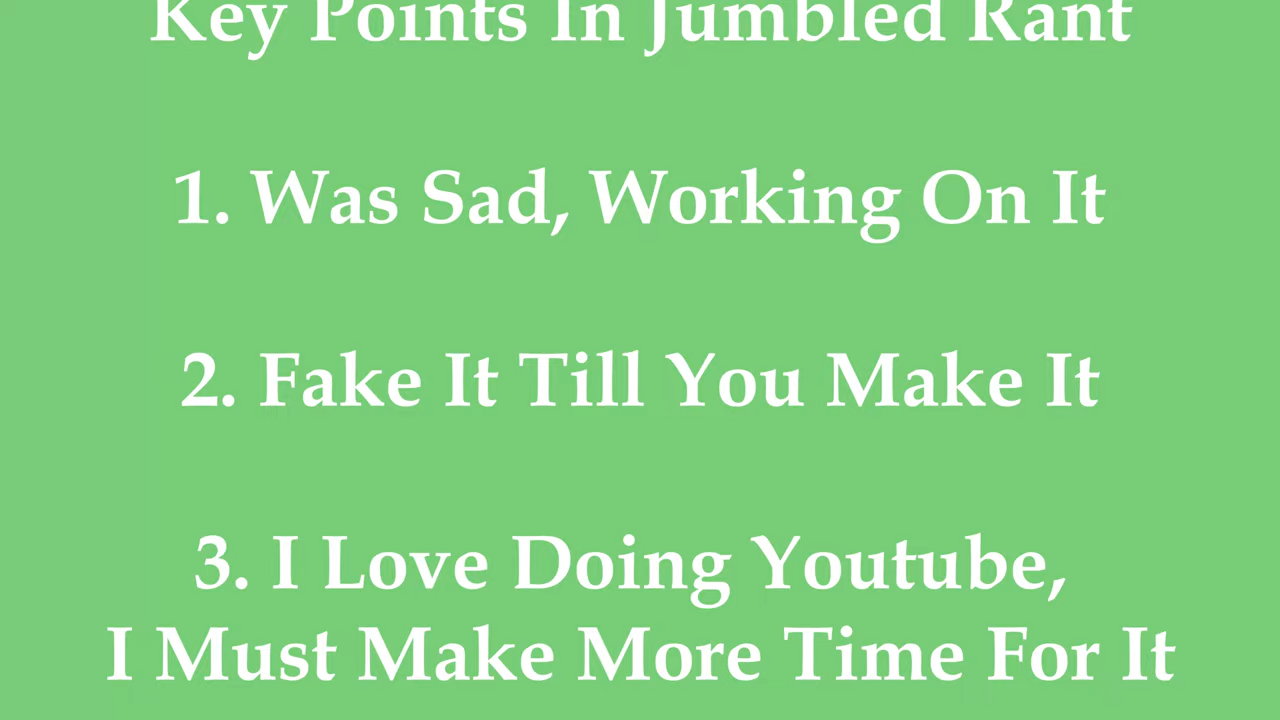 Key Points In Jumbled Rant
1. Was Sad, Working On It
2. Fake It Till You Make It
3. I Love Doing Youtube,
I Must Make More Time For It